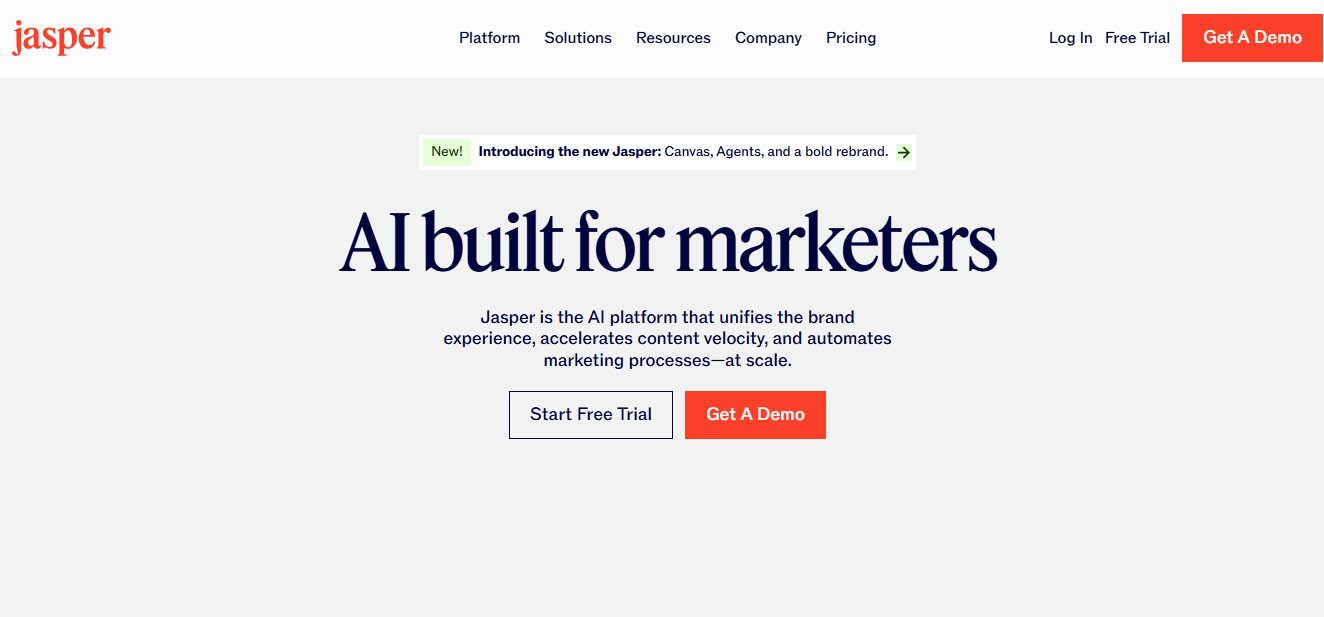 jasper
Platform
Solutions
Resources
Company
Pricing
Log In
Free Trial
Get A Demo
New! Introducing the new Jasper: Canvas, Agents, and a bold rebrand.
AI built for marketers
Jasper is the AI platform that unifies the brand
experience, accelerates content velocity, and automates
marketing processes—at scale.
Start Free Trial
Get A Demo